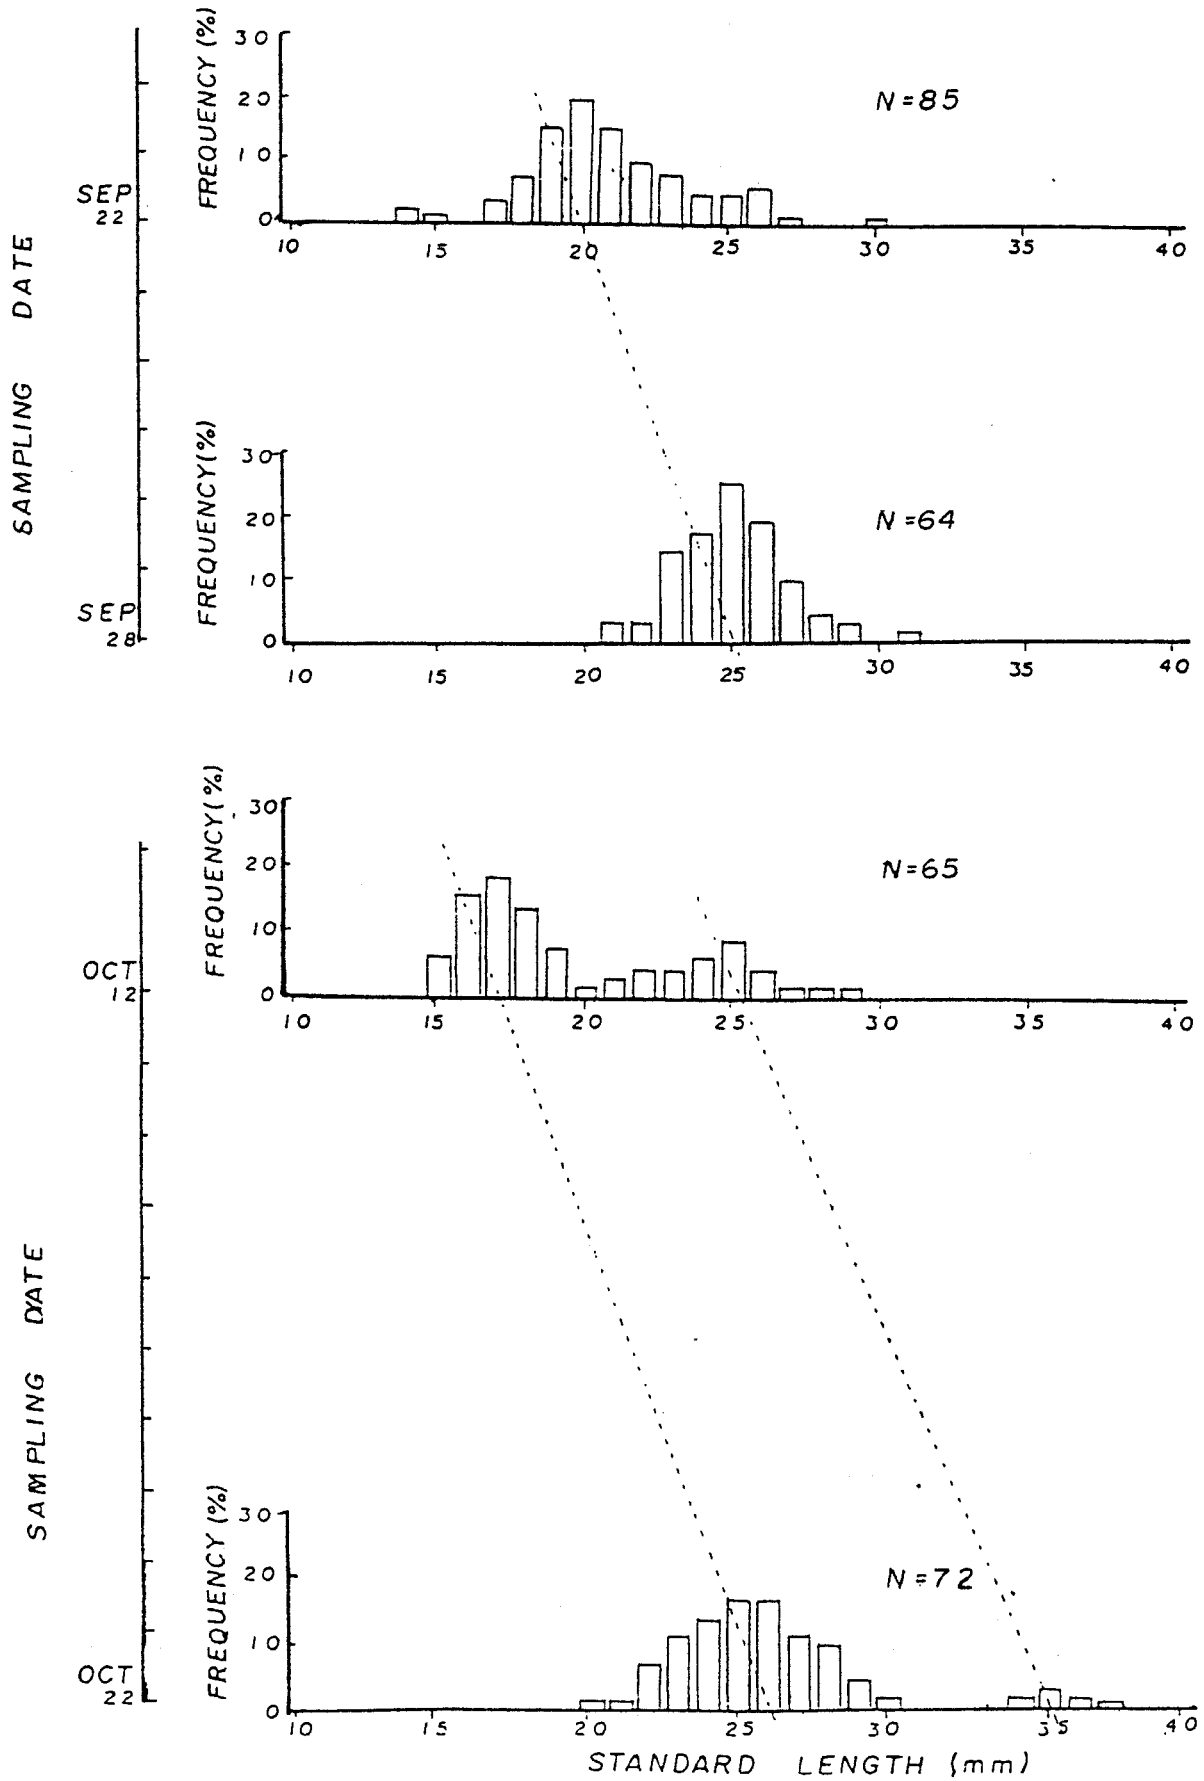 SAMPLING DATE
SEP
22
FREQUENCY (%)
30
20
10
0
N=85
10 15 20 25 30 35 40
SEP
28
FREQUENCY (%)
30
20
10
0
N=64
10 15 20 25 30 35 40
SAMPLING DATE
OCT
12
FREQUENCY (%)
30
20
10
0
N=65
10 15 20 25 30 35 40
OCT
22
FREQUENCY (%)
30
20
10
0
N=72
10 15 20 25 30 35 40
STANDARD LENGTH (mm)